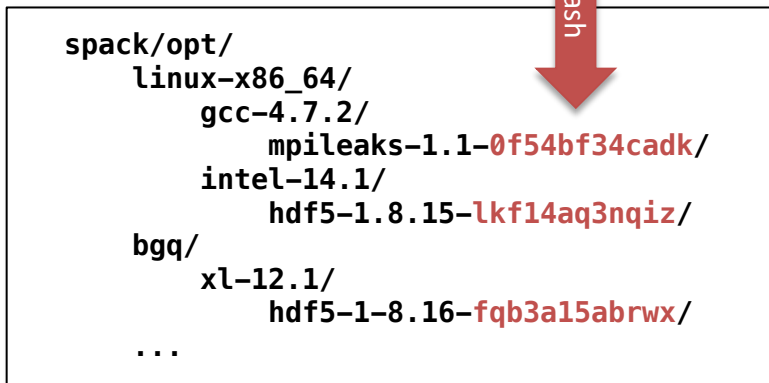 ash
spack/opt/
linux-x86_64/
gcc-4.7.2/
mpileaks-1.1-0f54bf34cadk/
intel-14.1/
hdf5-1.8.15-lkf14aq3nqiz/
bgq/
xl-12.1/
hdf5-1-8.16-fqb3a15abrwx/
...